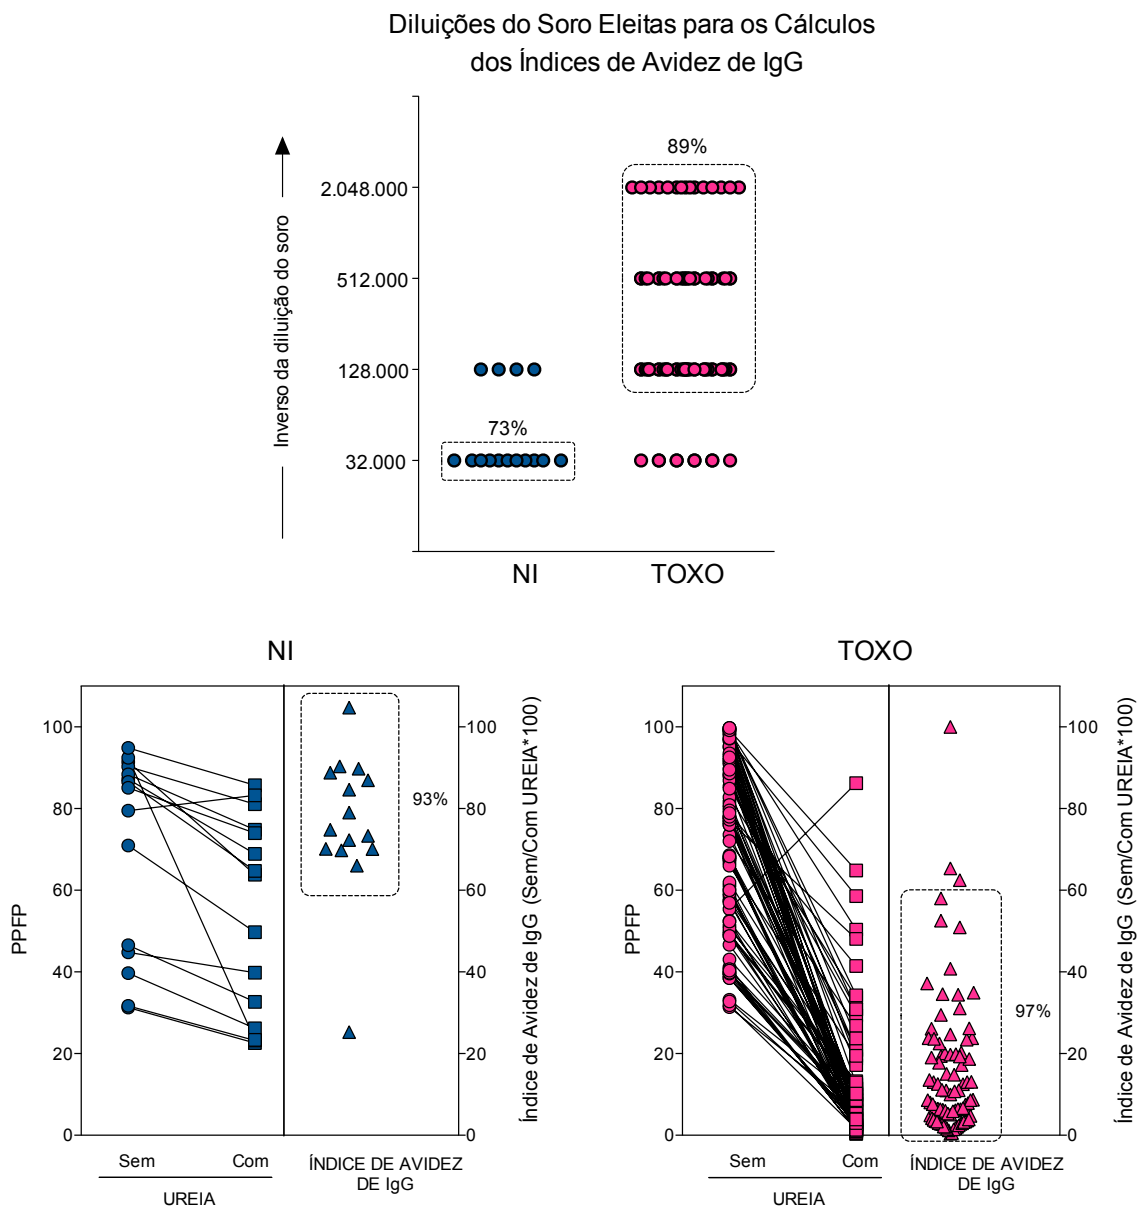 Diluições do Soro Eleitas para os Cálculos
dos Índices de Avidez de IgG
Inverso da diluição do soro
2.048.000
512.000
128.000
32.000
89%
73%
NI
TOXO
NI
PPFP
100
80
60
40
20
0
93%
100
80
60
40
20
0
Índice de Avidez de IgG (Sem/Com UREIA*100)
Sem
Com
UREIA
ÍNDICE DE AVIDEZ
DE IgG
TOXO
PPFP
100
80
60
40
20
0
97%
100
80
60
40
20
0
Índice de Avidez de IgG (Sem/Com UREIA*100)
Sem
Com
UREIA
ÍNDICE DE AVIDEZ
DE IgG